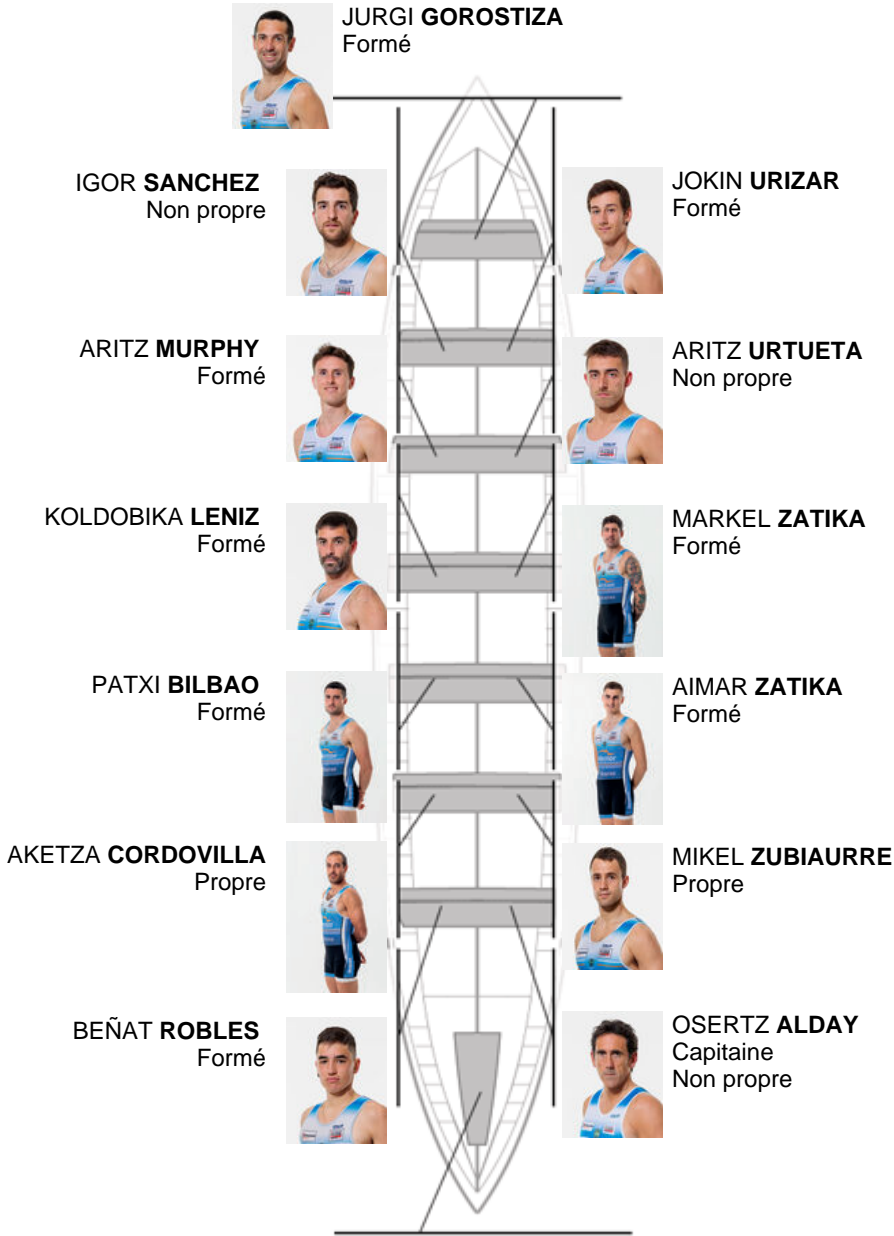 JURGI GOROSTIZA
Formé
IGOR SANCHEZ
Non propre
JOKIN URIZAR
Formé
ARITZ MURPHY
Formé
ARITZ URTUETA
Non propre
KOLDOBIKA LENIZ
Formé
MARKEL ZATIKA
Formé
PATXI BILBAO
Formé
AIMAR ZATIKA
Formé
AKETZA CORDOVILLA
Propre
MIKEL ZUBIAURRE
Propre
BEÑAT ROBLES
Formé
OSERTZ ALDAY
Capitaine
Non propre